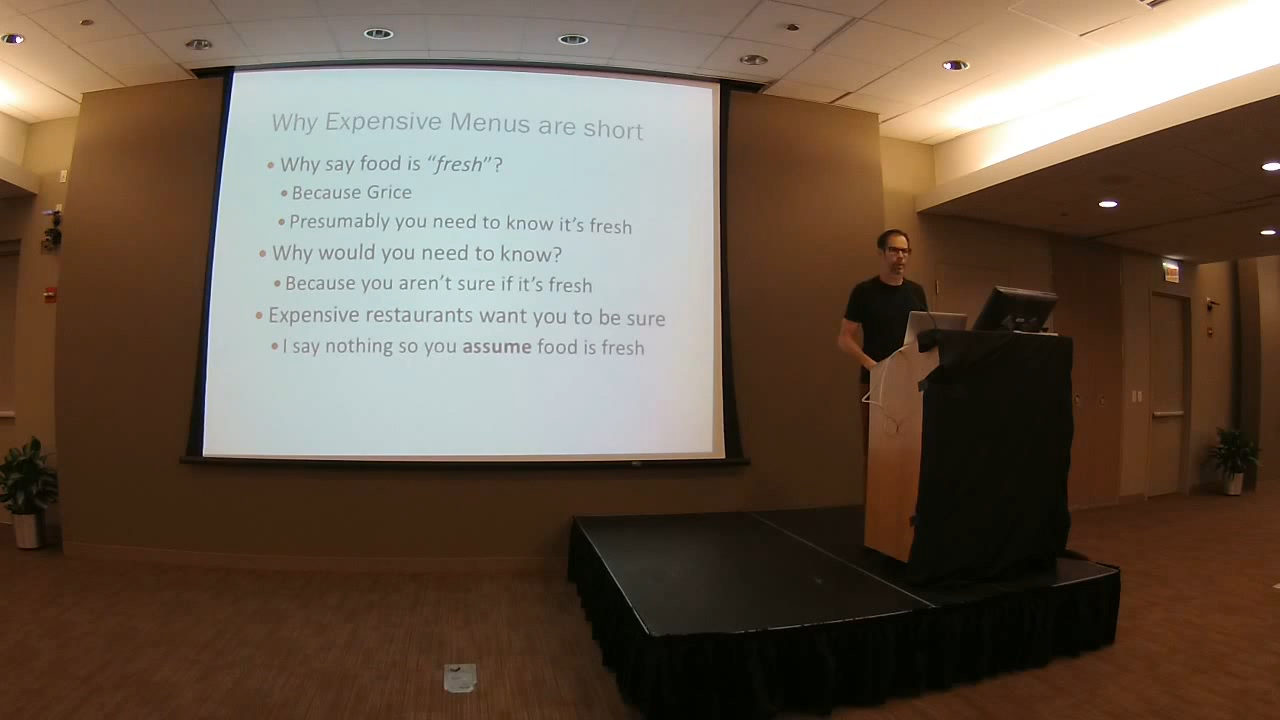 Why Expensive Menus are short
• Why say food is “fresh”?
• Because Grice
• Presumably you need to know it’s fresh
• Why would you need to know?
• Because you aren’t sure if it’s fresh
• Expensive restaurants want you to be sure
• I say nothing so you assume food is fresh